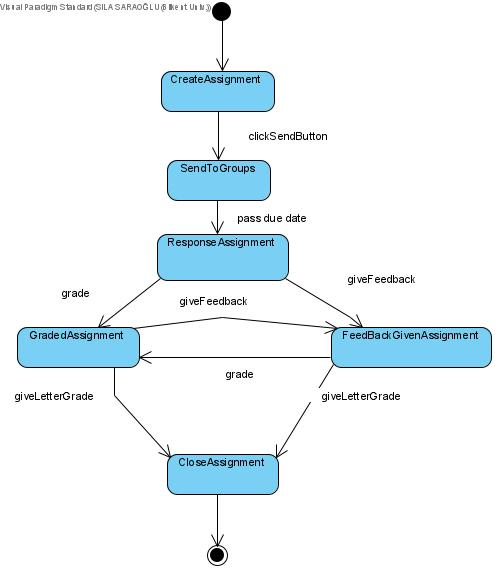 Visual Paradigm Standard (SILA SARAOĞLU (Bilkent Univ.))
CreateAssignment
clickSendButton
SendToGroups
pass due date
ResponseAssignment
giveFeedback
grade
giveFeedback
GradedAssignment
FeedBackGivenAssignment
grade
giveLetterGrade
giveLetterGrade
CloseAssignment